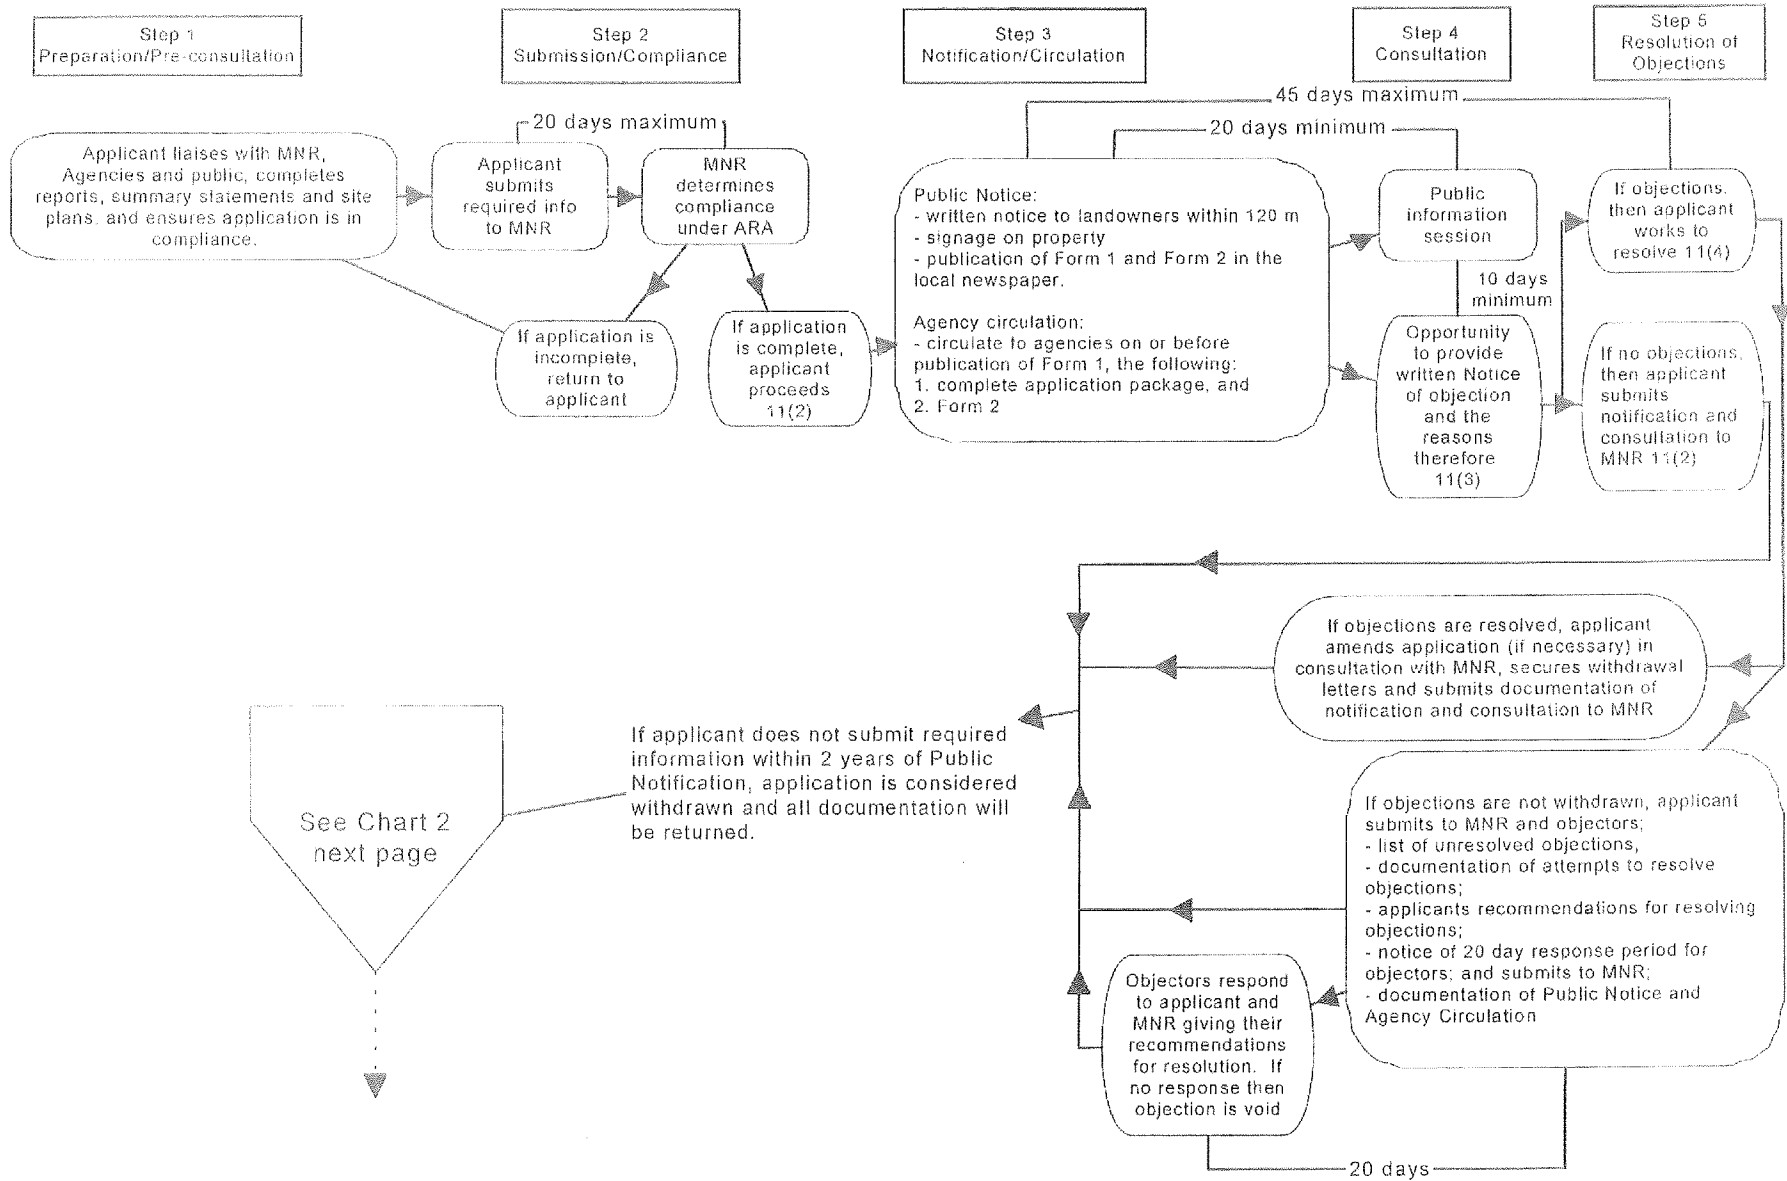 Step 1
Preparation/Pre-consultation
Step 2
Submission/Compliance
Step 3
Notification/Circulation
Step 4
Consultation
Step 5
Resolution of
Objections
45 days maximum
20 days maximum
20 days minimum
Applicant liaises with MNR,
Agencies and public, completes
reports, summary statements and site
plans, and ensures application is in
compliance.
Applicant
submits
required info
to MNR
MNR
determines
compliance
under ARA
If application is
incomplete,
return to
applicant
If application
is complete,
applicant
proceeds
11(2)
Public Notice:
- written notice to landowners within 120 m
- signage on property
- publication of Form 1 and Form 2 in the
local newspaper.
Agency circulation:
- circulate to agencies on or before
publication of Form 1, the following:
1. complete application package, and
2. Form 2
Public
information
session
10 days
minimum
Opportunity
to provide
written Notice
of objection
and the
reasons
therefore
11(3)
If objections,
then applicant
works to
resolve 11(4)
If no objections,
then applicant
submits
notification and
consultation to
MNR 11(2)
If objections are resolved, applicant
amends application (if necessary) in
consultation with MNR, secures withdrawal
letters and submits documentation of
notification and consultation to MNR
If applicant does not submit required
information within 2 years of Public
Notification, application is considered
withdrawn and all documentation will
be returned.
See Chart 2
next page
If objections are not withdrawn, applicant
submits to MNR and objectors;
- list of unresolved objections,
- documentation of attempts to resolve
objections;
- applicants recommendations for resolving
objections;
- notice of 20 day response period for
objectors; and submits to MNR;
- documentation of Public Notice and
Agency Circulation
Objectors respond
to applicant and
MNR giving their
recommendations
for resolution. If
no response then
objection is void
20 days